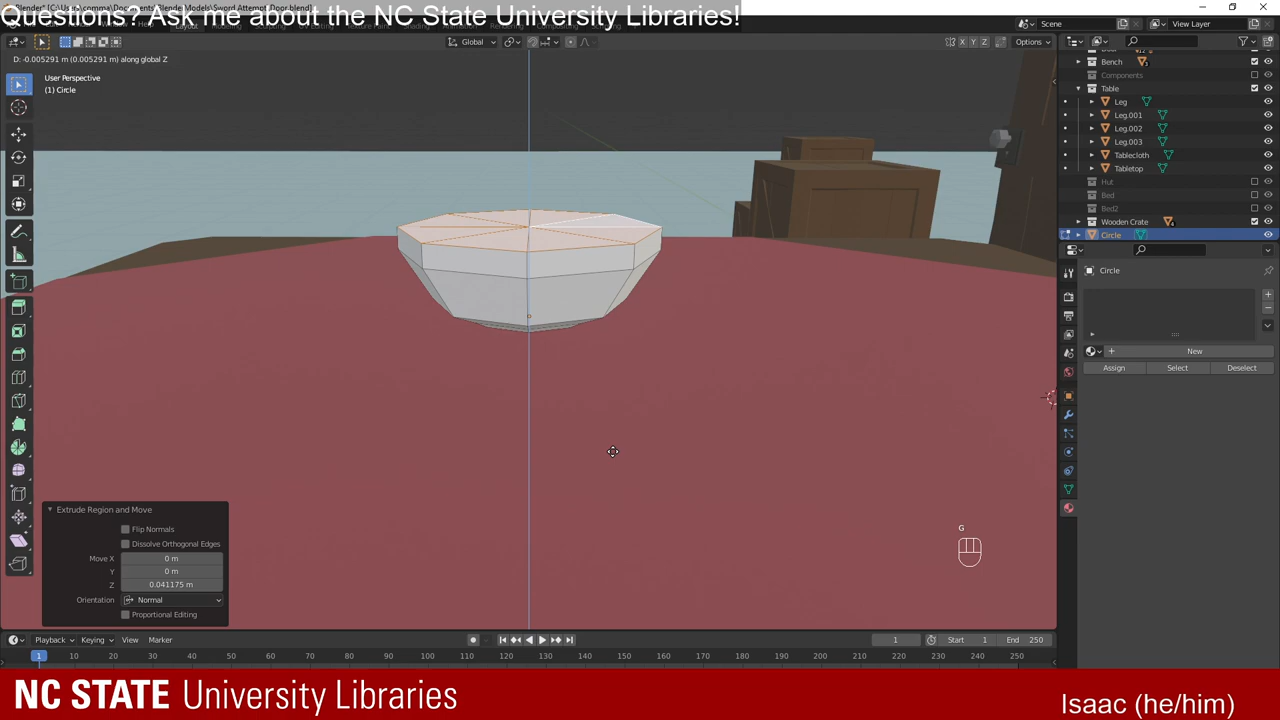 Questions? Ask me about the NC State University Libraries!
Scene
View Layer
Global
X Y Z
Options
D: -0.005291 m (0.005291 m) along global Z
User Perspective
(1) Circle
Bench
Components
Table
Leg
Leg.001
Leg.002
Leg.003
Tablecloth
Tabletop
Hut
Bed
Bed2
Wooden Crate
Circle
Circle
New
Assign
Select
Deselect
Extrude Region and Move
Flip Normals
Dissolve Orthogonal Edges
Move X
0 m
Y
0 m
Z
0.041175 m
Orientation
Normal
Proportional Editing
G
Playback
Keying
View
Marker
1
Start
1
End
250
1
10 20 30 40 50 60 70 80 90 100 110 120 130 140 150 160 170 180 190 200 210 220 230 240 250
NC STATE University Libraries
Isaac (he/him)